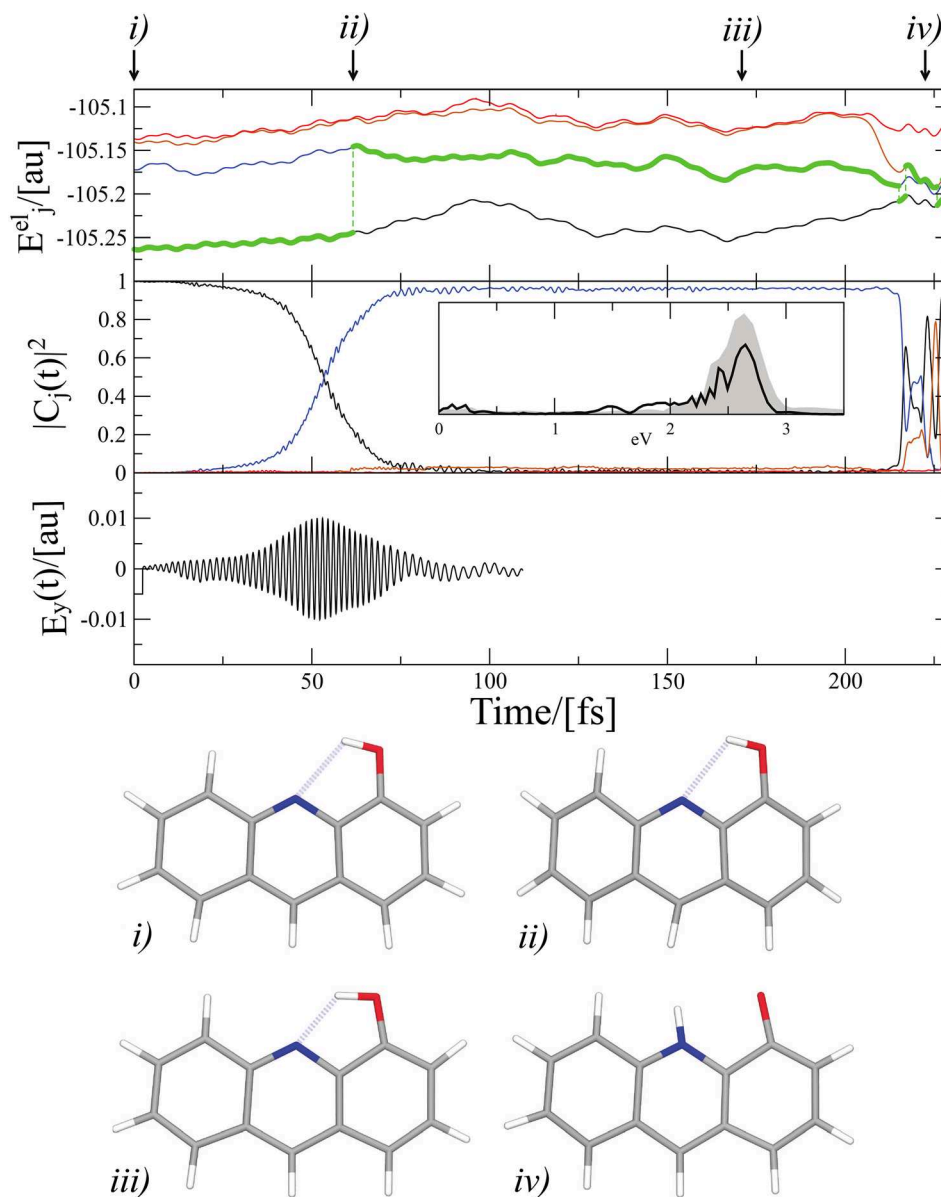 i) ii) iii) iv)
-105.1
-105.15
-105.2
-105.25
E^el_j/[au]
1
0.8
0.6
0.4
0.2
0
|C_j(t)|^2
0 1 2 3
eV
0.01
0
-0.01
E_y(t)/[au]
0 50 100 150 200
Time/[fs]
i) ii)
iii) iv)